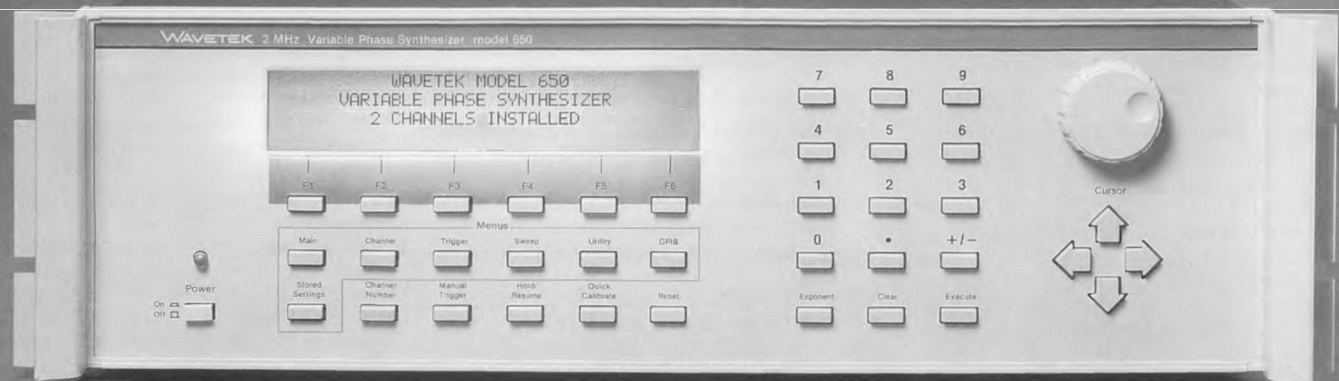 WAVETEK 2 MHz Variable Phase Synthesizer model 650
WAVETEK MODEL 650
VARIABLE PHASE SYNTHESIZER
2 CHANNELS INSTALLED
F1 F2 F3 F4 F5 F6
Menus
Main Channel Trigger Sweep Utility GPIB
Stored Settings
Channel Number
Manual Trigger
Hold/ Resume
Quick Calibrate
Reset
Power
On
Off
7 8 9
4 5 6
1 2 3
0 • +/−
Exponent Clear Execute
Cursor